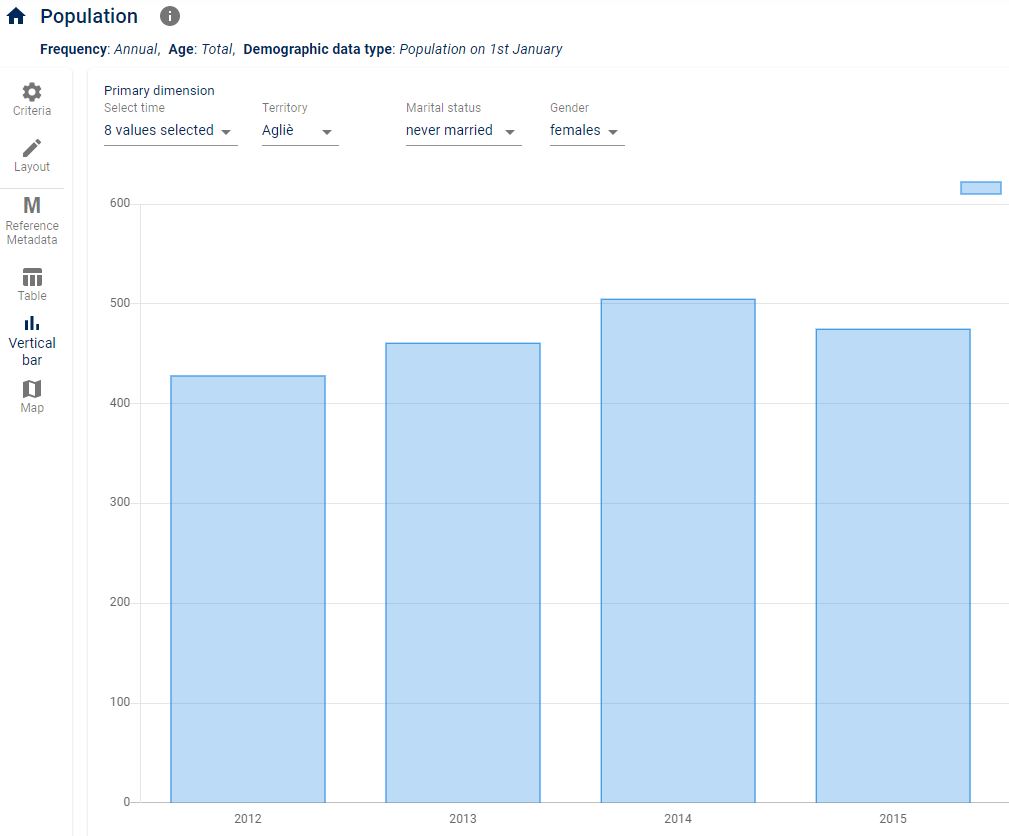 Population
Frequency: Annual, Age: Total, Demographic data type: Population on 1st January
Criteria
Layout
M
Reference
Metadata
Table
Vertical
bar
Map
Primary dimension
Select time Territory Marital status Gender
8 values selected Agliè never married females
600
500
400
300
200
100
0
2012 2013 2014 2015